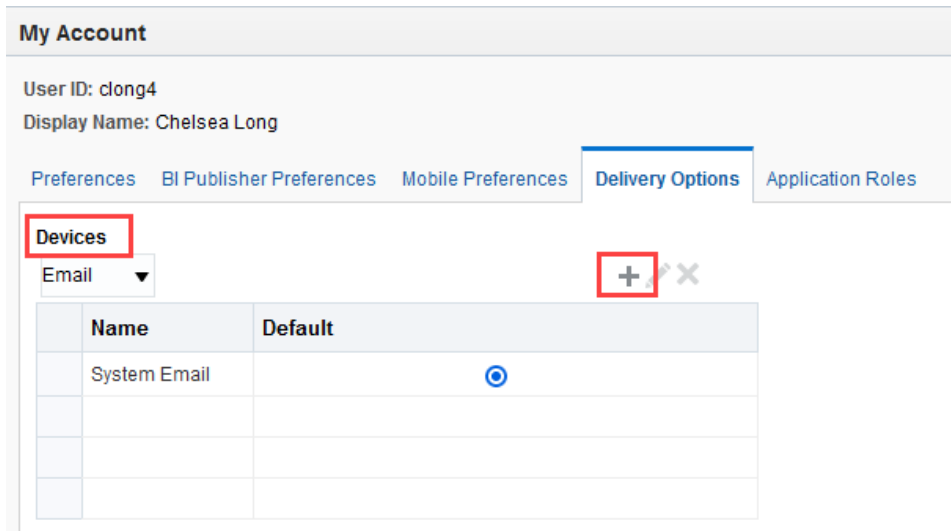 My Account
User ID: clong4
Display Name: Chelsea Long
Preferences BI Publisher Preferences Mobile Preferences Delivery Options Application Roles
Devices
Email
Name Default
System Email